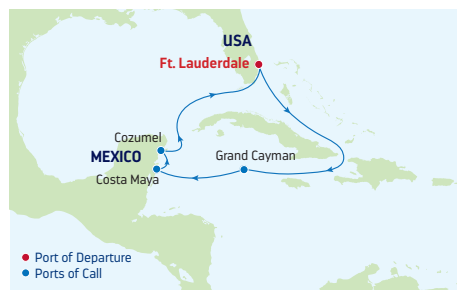 USA
Ft. Lauderdale
Cozumel
MEXICO
Grand Cayman
Costa Maya
Port of Departure
Ports of Call